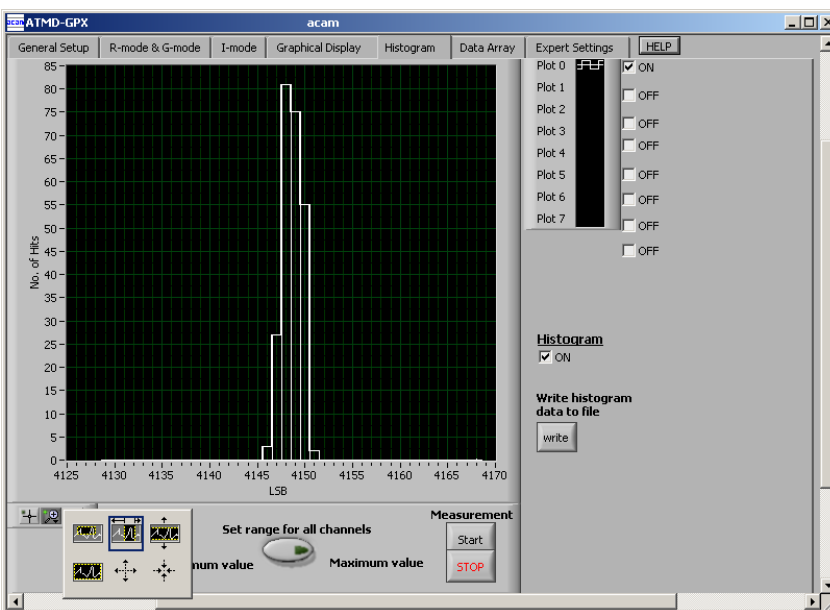 acam ATMD-GPX acam
General Setup R-mode & G-mode I-mode Graphical Display Histogram Data Array Expert Settings HELP
85
80
75
70
65
60
55
50
45
40
35
30
25
20
15
10
5
0
No. of Hits
4125 4130 4135 4140 4145 4150 4155 4160 4165 4170
LSB
Plot 0 ON
Plot 1 OFF
Plot 2 OFF
Plot 3 OFF
Plot 4 OFF
Plot 5 OFF
Plot 6 OFF
Plot 7 OFF
Histogram
ON
Write histogram
data to file
write
Set range for all channels
mum value Maximum value
Measurement
Start
STOP